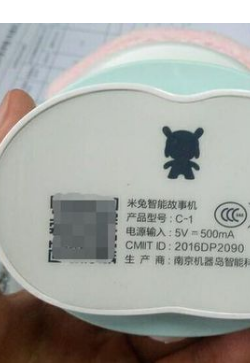 米兔智能故事机
产品型号: C-1
电源输入: 5V⎓500mA
CMIIT ID: 2016DP2090
生 产 商: 南京机器岛智能科